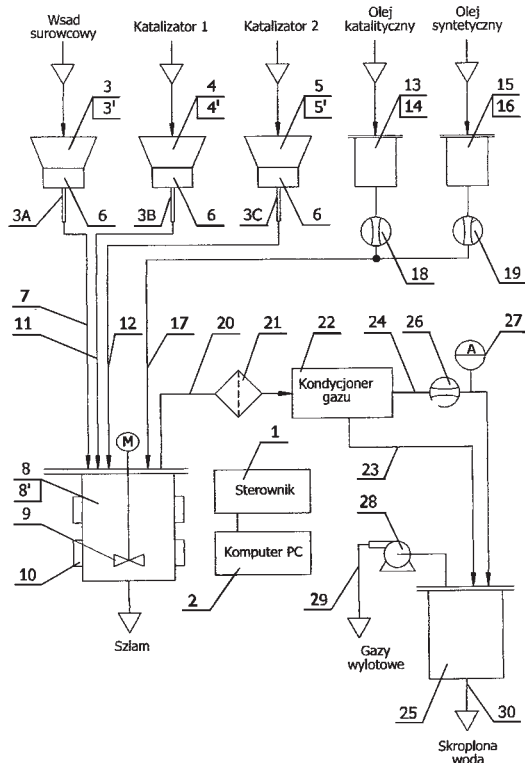 Wsad
surowcowy
Katalizator 1
Katalizator 2
Olej
katalityczny
Olej
syntetyczny
3
3'
4
4'
5
5'
13
14
15
16
3A
6
3B
6
3C
6
18
19
7
11
12
17
20
21
22
24
26
27
A
Kondycjoner
gazu
M
1
23
8
8'
Sterownik
28
9
Komputer PC
10
2
29
Szlam
Gazy
wylotowe
25
30
Skroplona
woda